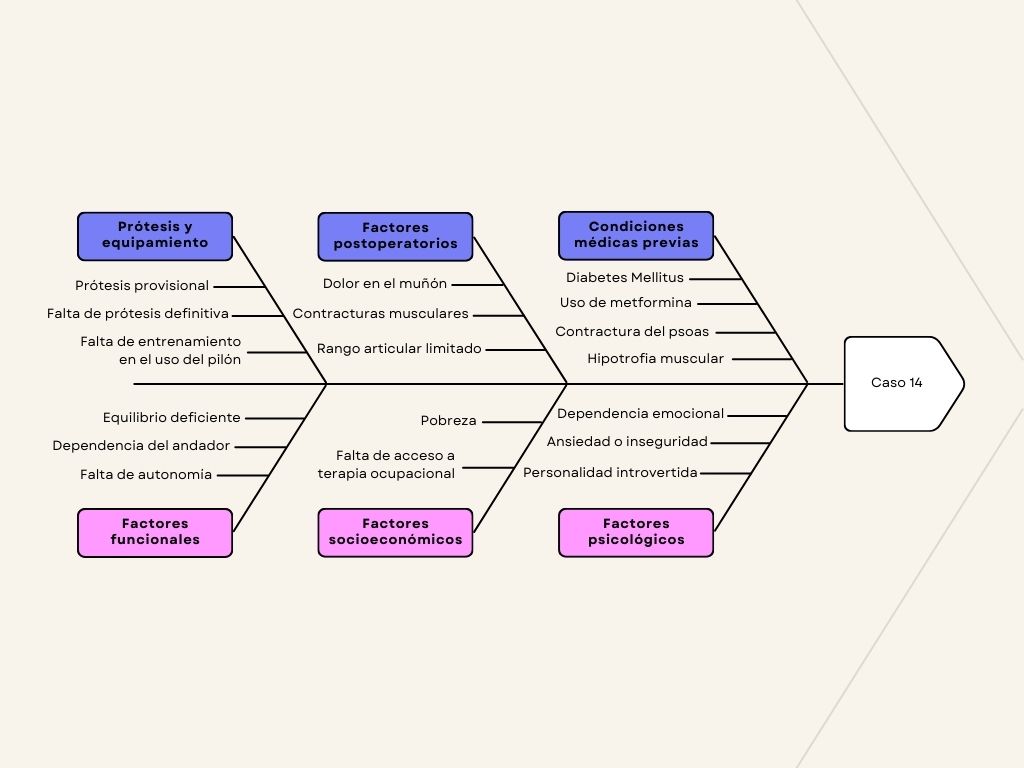 Prótesis y
equipamiento
Prótesis provisional
Falta de prótesis definitiva
Falta de entrenamiento
en el uso del pilón
Factores
postoperatorios
Dolor en el muñón
Contracturas musculares
Rango articular limitado
Condiciones
médicas previas
Diabetes Mellitus
Uso de metformina
Contractura del psoas
Hipotrofia muscular
Caso 14
Equilibrio deficiente
Dependencia del andador
Falta de autonomía
Factores
funcionales
Pobreza
Falta de acceso a
terapia ocupacional
Factores
socioeconómicos
Dependencia emocional
Ansiedad o inseguridad
Personalidad introvertida
Factores
psicológicos